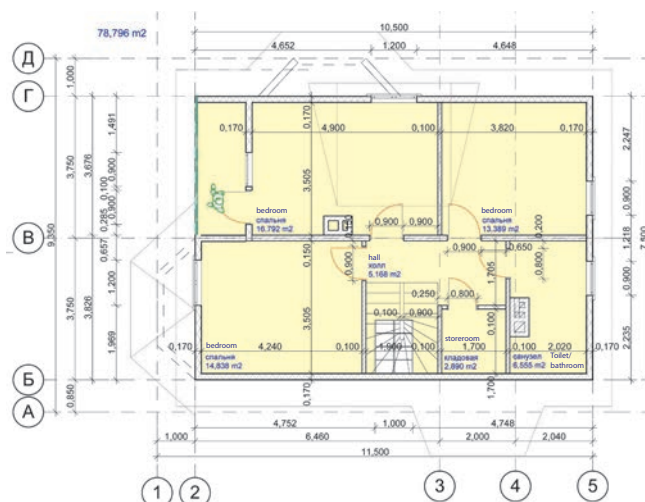 78,796 m2
10,500
4,652 1,200 4,648
Д
Г
В
Б
А
1,000
3,750
3,750
0,850
9,350
3,676
3,826
1,491
0,900
0,100
0,900
0,285
0,657
1,200
1,969
0,170 4,900 0,100 3,820 0,170
0,170
3,505
2,247
0,900
1,218
0,900
2,235
7,500
bedroom
спальня
16.792 m2
0,900 0,900
bedroom
спальня
13.389 m2
0,200
0,150
0,900
hall
холл
5.168 m2
0,900
0,650
1,705
0,800
0,250 0,800
3,505
0,100 0,900
0,100
bedroom
спальня
14,838 m2
storeroom
кладовая
2,890 m2
Toilet/
bathroom
санузел
6,555 m2
0,170 4,240 0,100 1,900 0,100 1,700 0,100 2,020 0,170
0,170
1,700
4,752 1,000 4,748
1,000 6,460 2,000 2,040
11,500
1 2 3 4 5